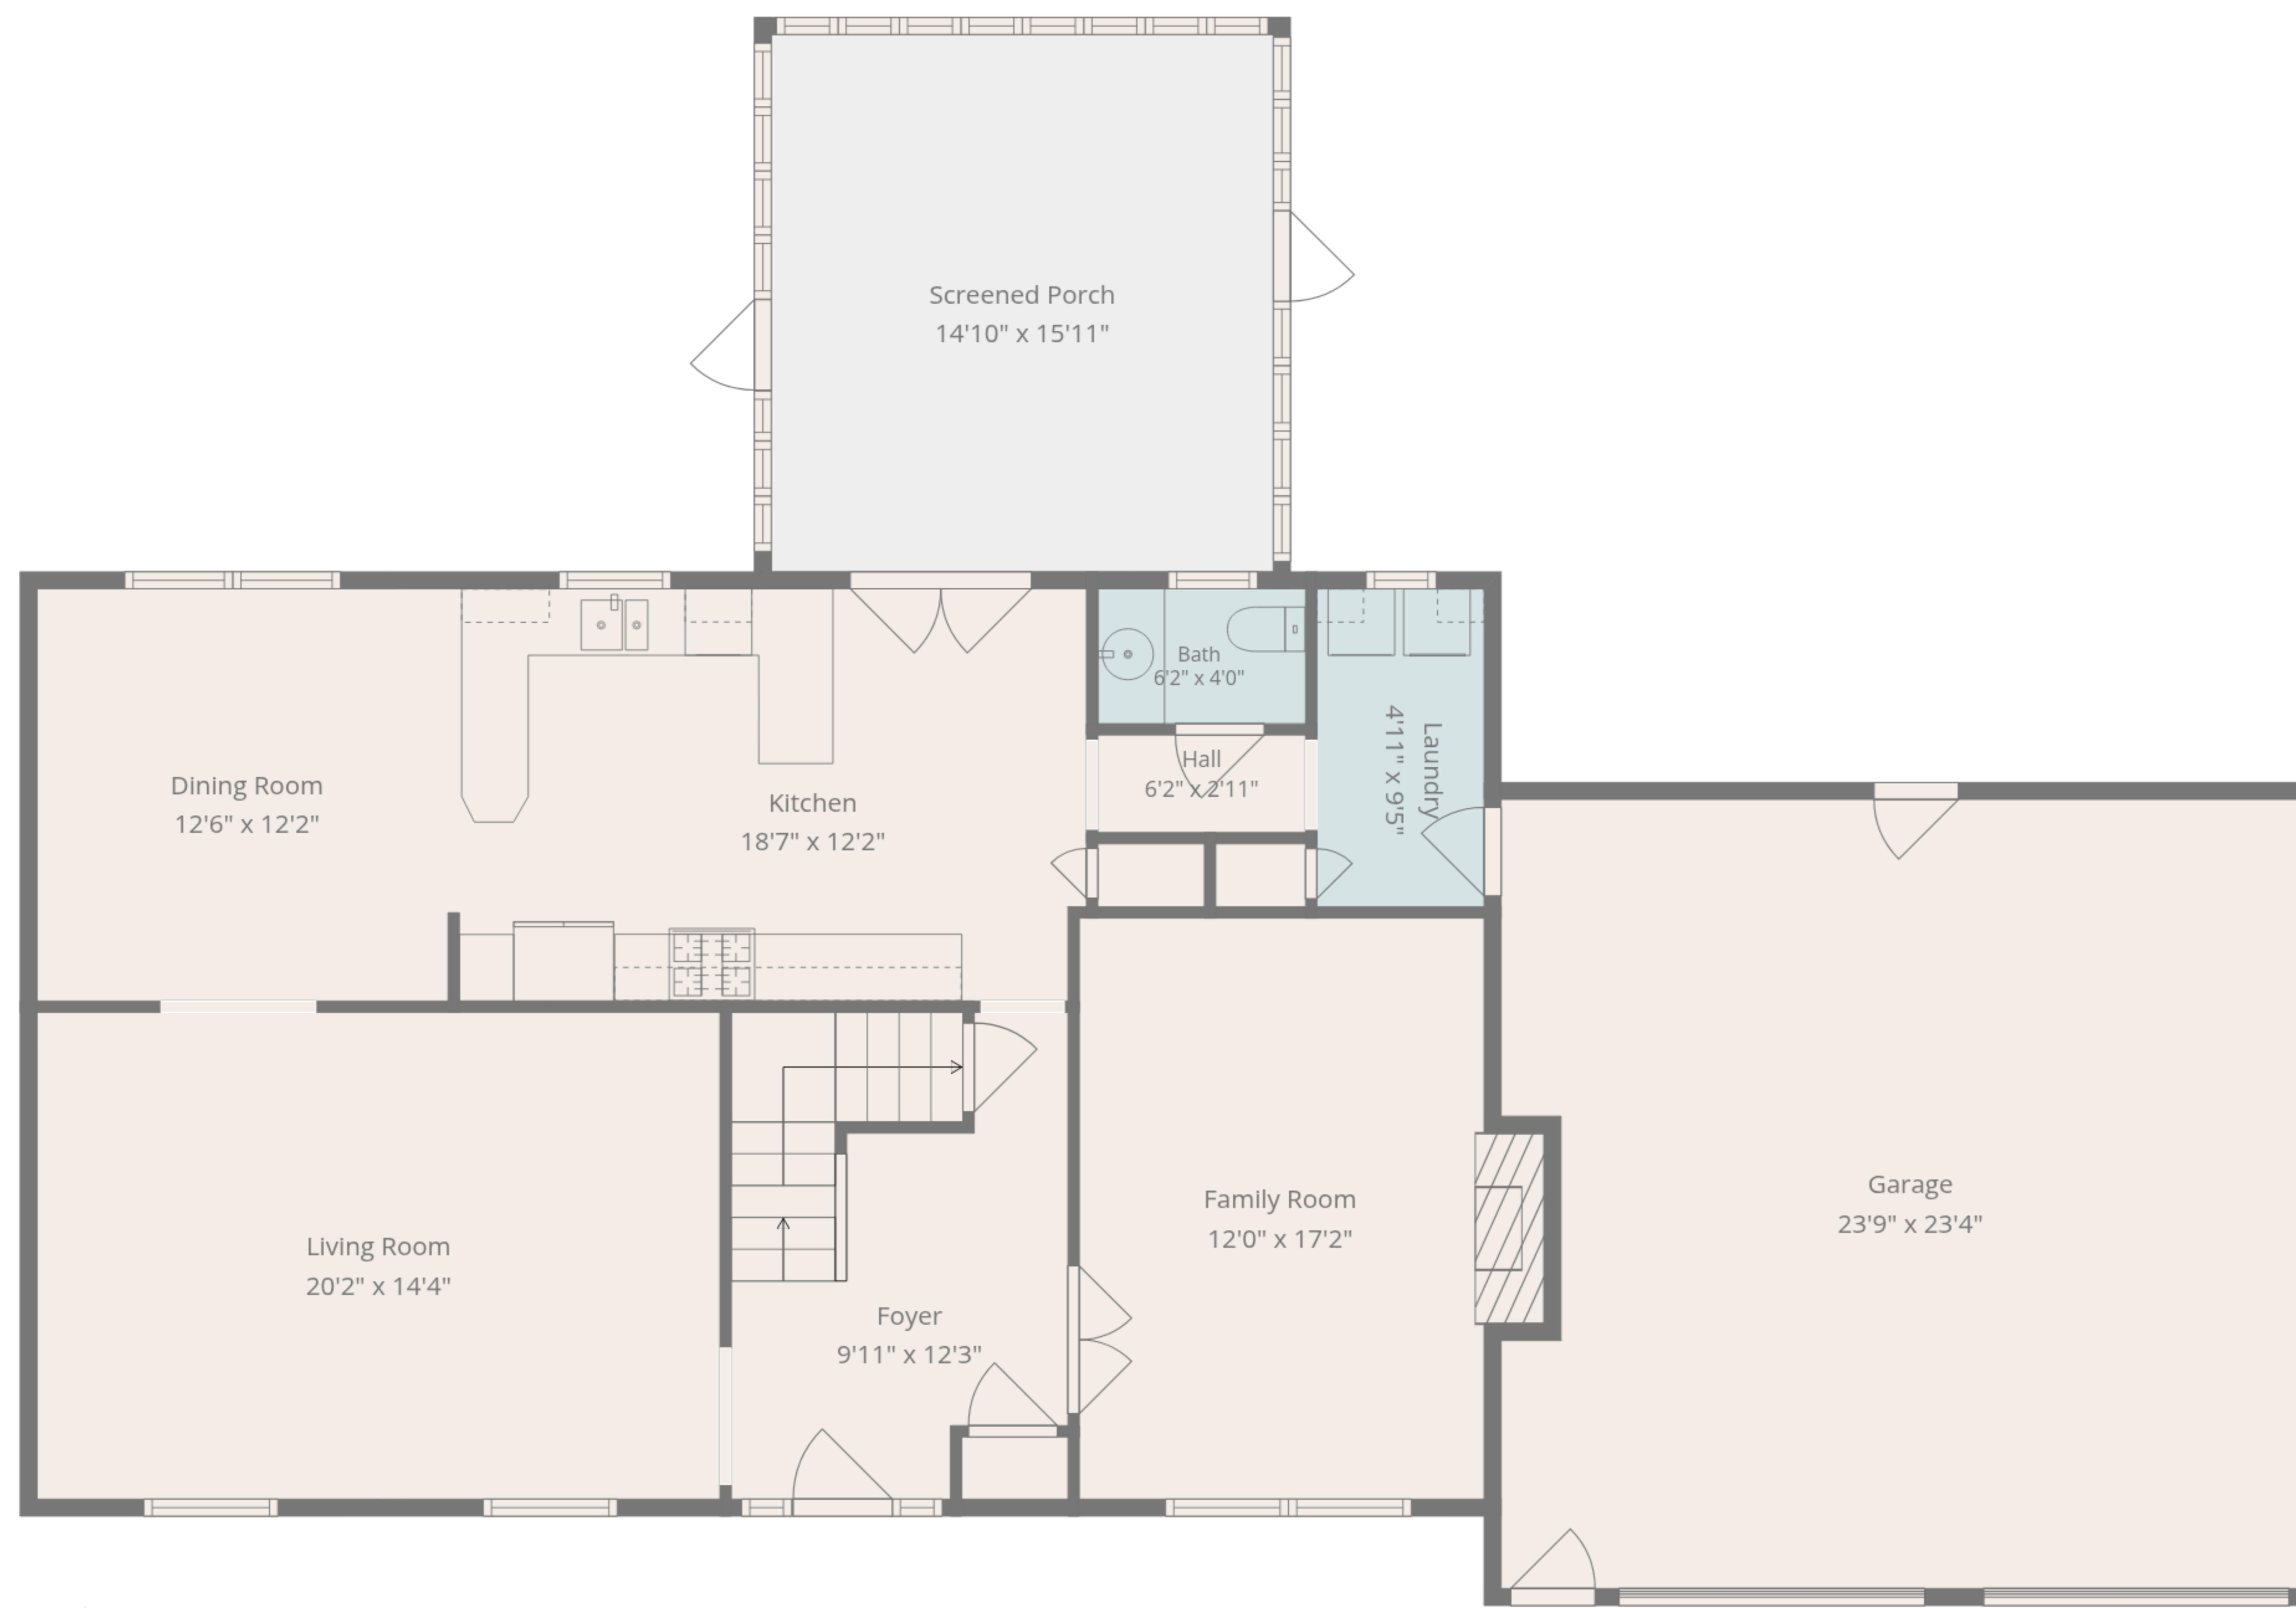 Screened Porch
14'10" x 15'11"
Bath
6'2" x 4'0"
Hall
6'2" x 2'11"
Laundry
4'11" x 9'5"
Dining Room
12'6" x 12'2"
Kitchen
18'7" x 12'2"
Living Room
20'2" x 14'4"
Foyer
9'11" x 12'3"
Family Room
12'0" x 17'2"
Garage
23'9" x 23'4"